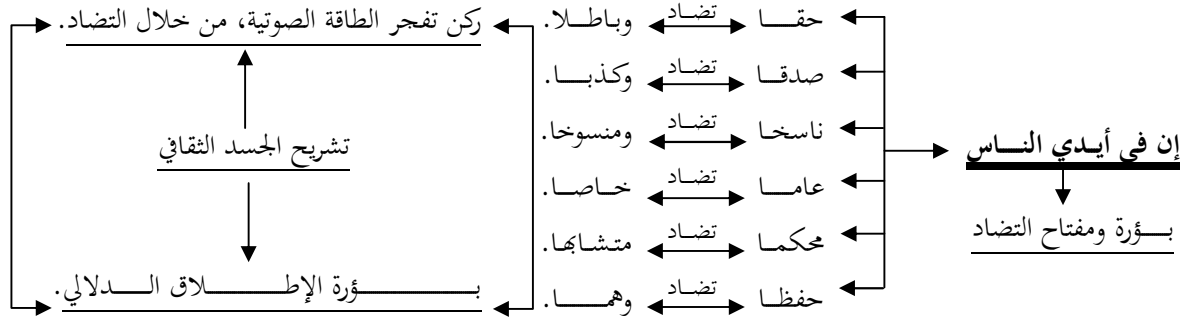 حقا تضاد وباطلا. ركن تفجر الطاقة الصوتية، من خلال التضاد.
صدقا تضاد وكذبا.
ناسخا تضاد ومنسوخا. تشريح الجسد الثقافي
إن في أيدي الناس
عاما تضاد خاصا.
بؤرة ومفتاح التضاد
محكما تضاد متشابها.
حفظا تضاد وهما. بؤرة الإطلاق الدلالي.